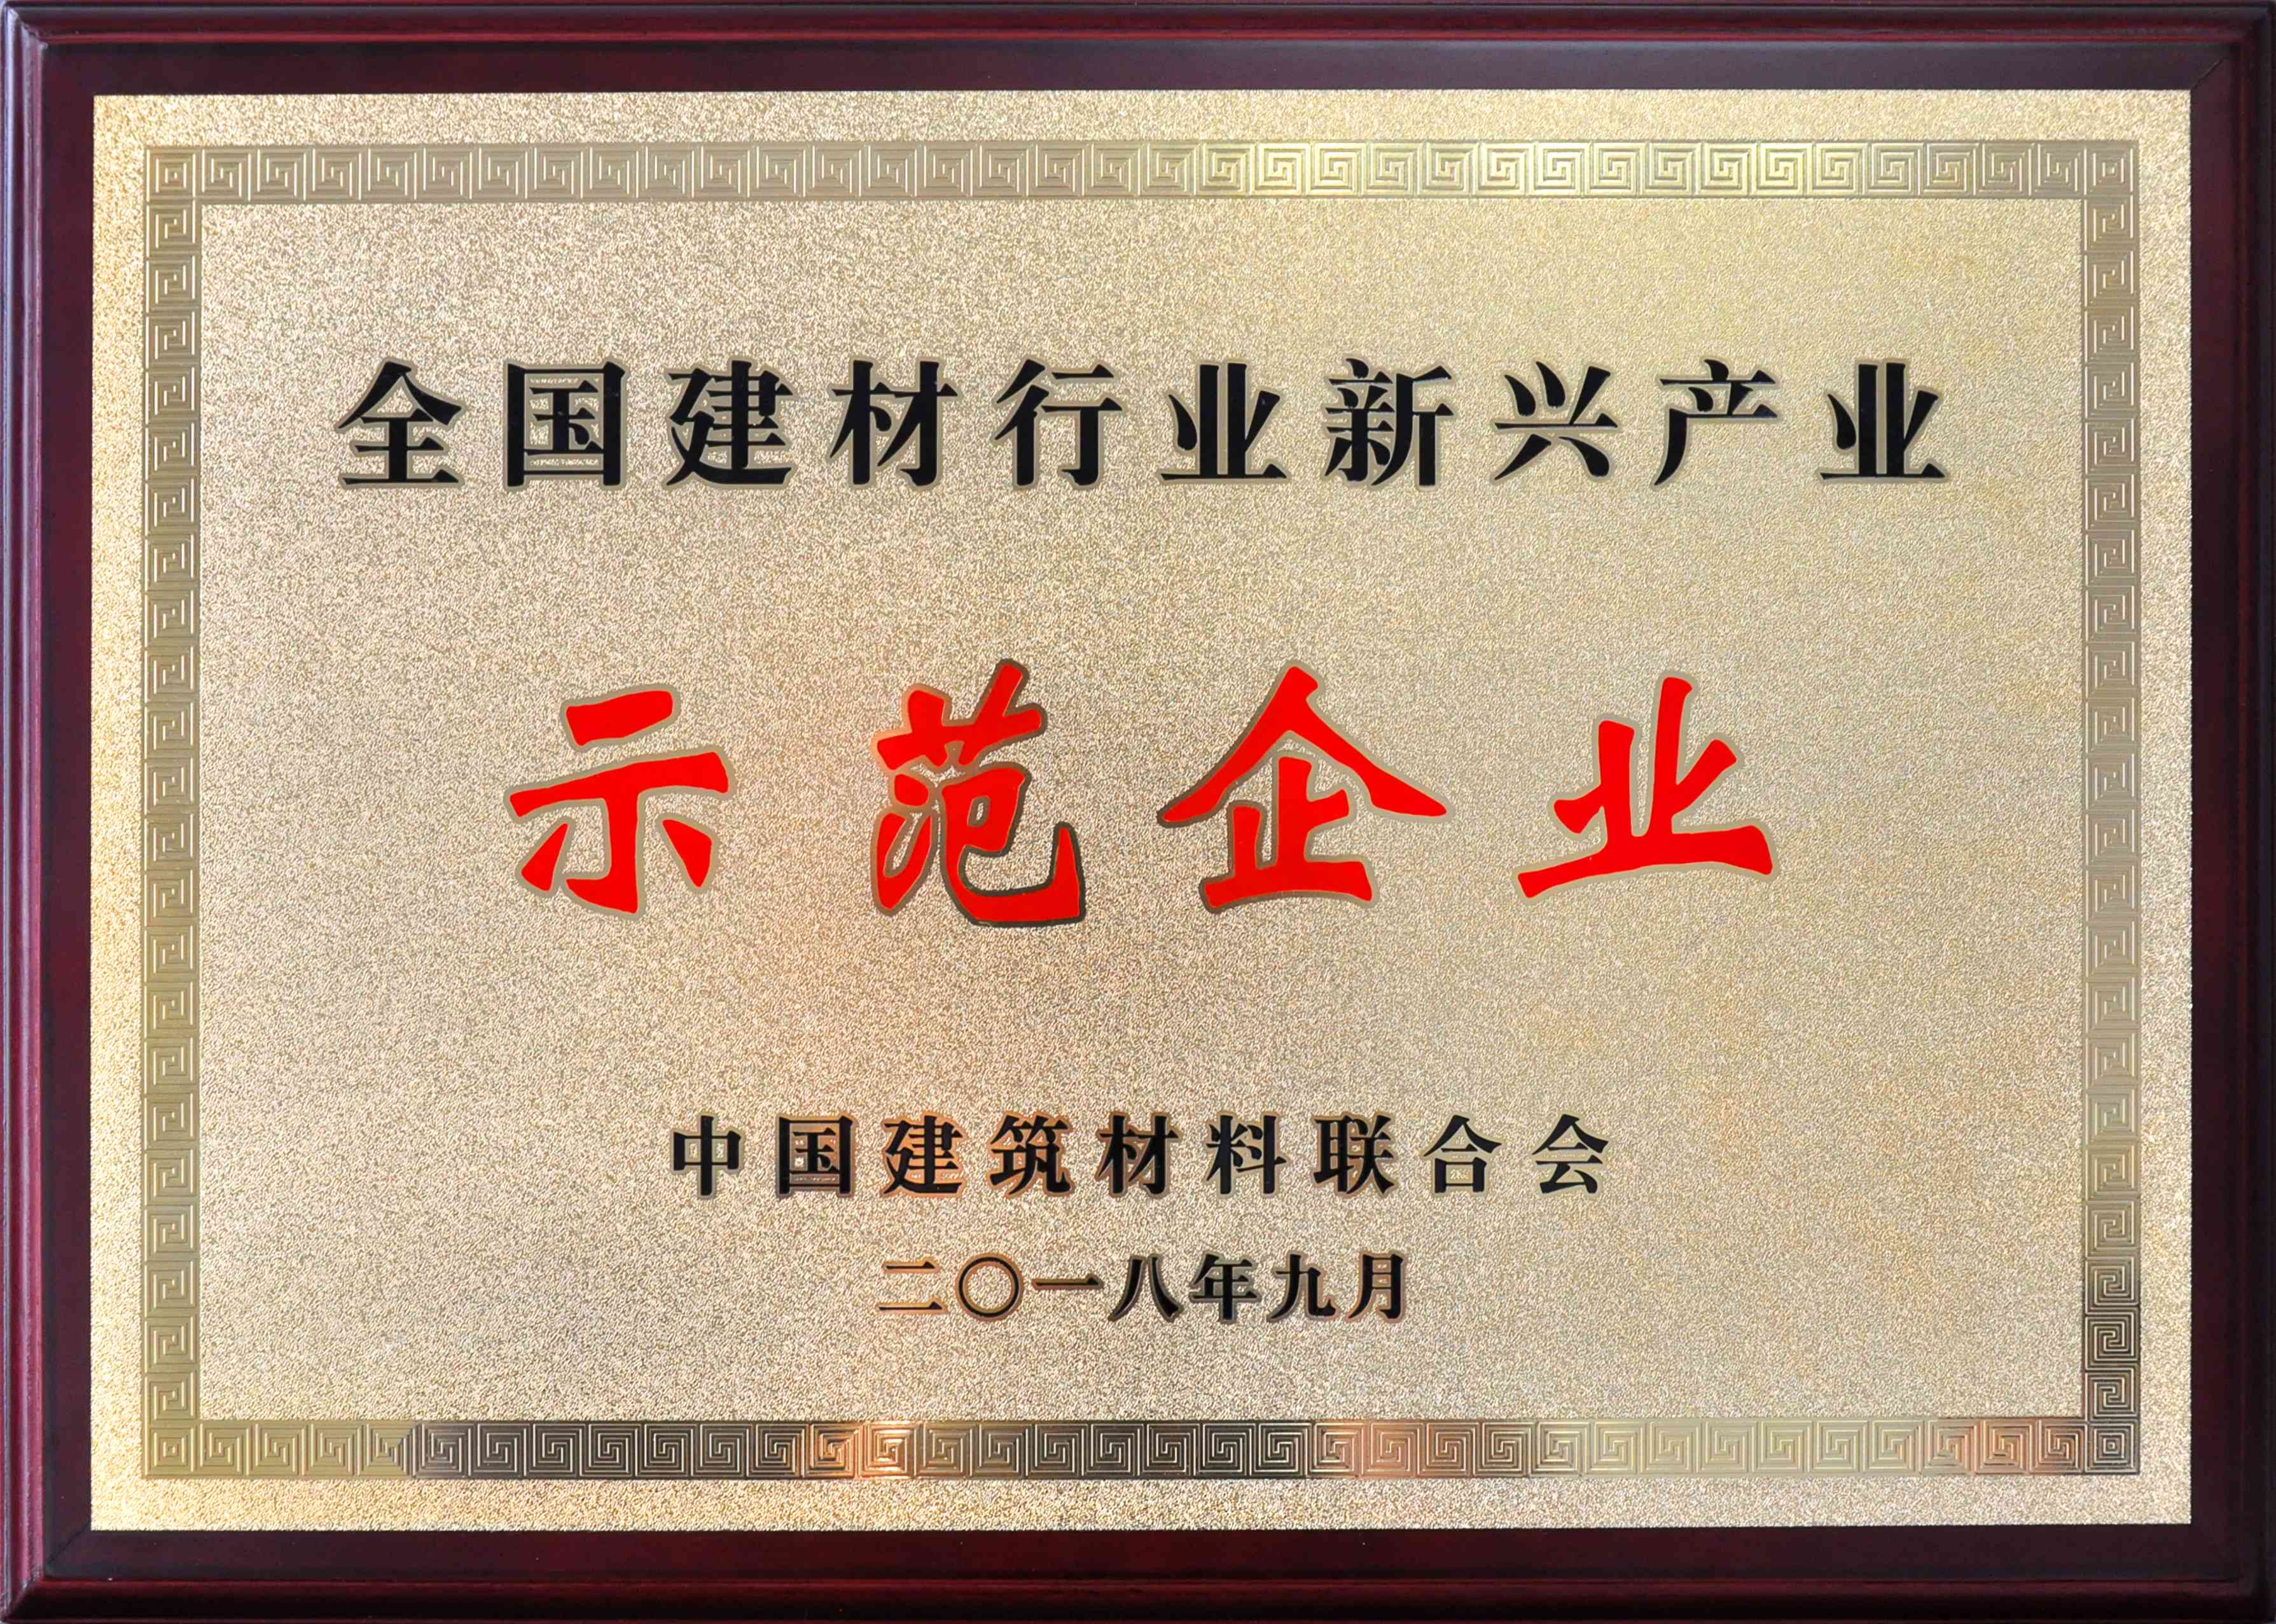 全国建材行业新兴产业
示范企业
中国建筑材料联合会
二〇一八年九月